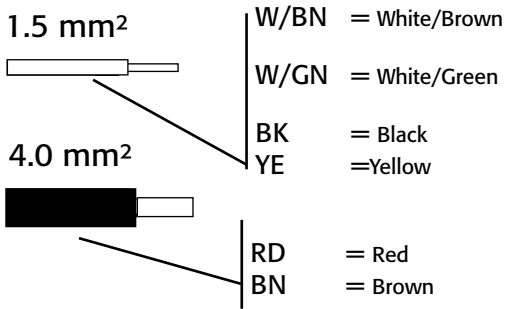 1.5 mm²
W/BN = White/Brown
W/GN = White/Green
BK = Black
YE =Yellow
4.0 mm²
RD = Red
BN = Brown